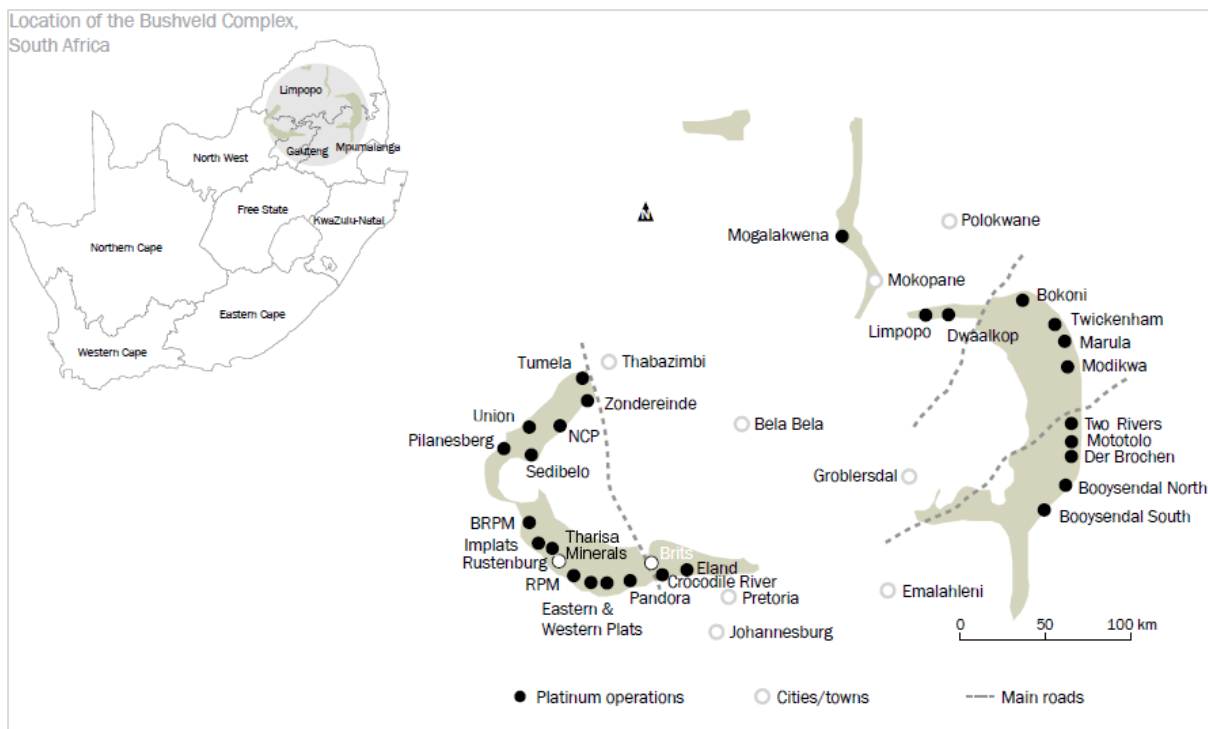 Location of the Bushveld Complex,
South Africa
Limpopo
North West
Gauteng
Mpumalanga
Free State
KwaZulu-Natal
Northern Cape
Eastern Cape
Western Cape
N
Polokwane
Mogalakwena
Mokopane
Bokoni
Limpopo
Dwaalkop
Twickenham
Marula
Modikwa
Tumela
Thabazimbi
Zondereinde
Union
NCP
Bela Bela
Two Rivers
Mototolo
Der Brochen
Pilanesberg
Sedibelo
Groblersdal
Booysendal North
Booysendal South
BRPM
Implats
Rustenburg
Tharisa
Minerals
Brits
Eland
Crocodile River
RPM
Pandora
Pretoria
Emalahleni
Eastern &
Western Plats
Johannesburg
0 50 100 km
Platinum operations
Cities/towns
Main roads